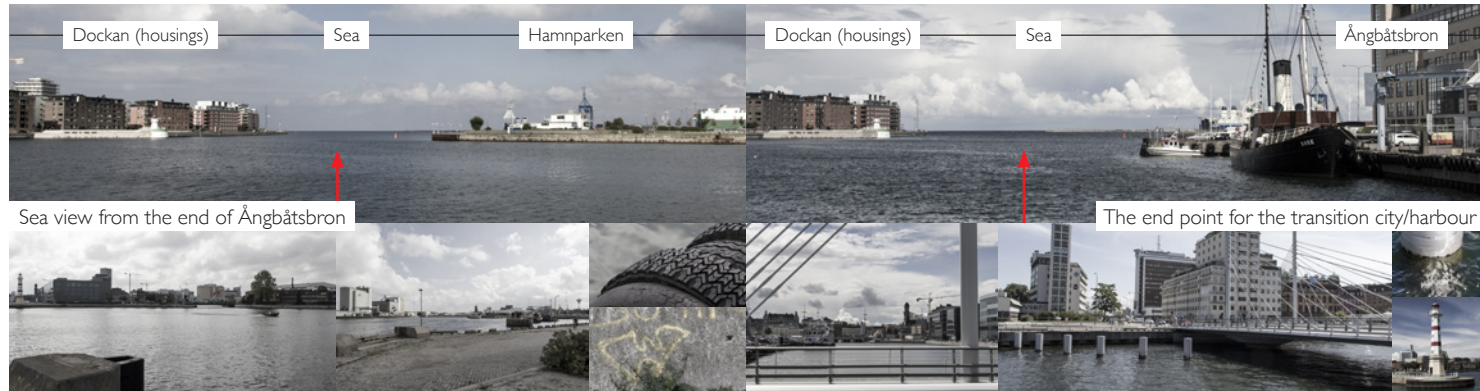 Dockan (housings)
Sea
Hamnparken
Dockan (housings)
Sea
Ångbåtsbron
Sea view from the end of Ångbåtsbron
The end point for the transition city/harbour